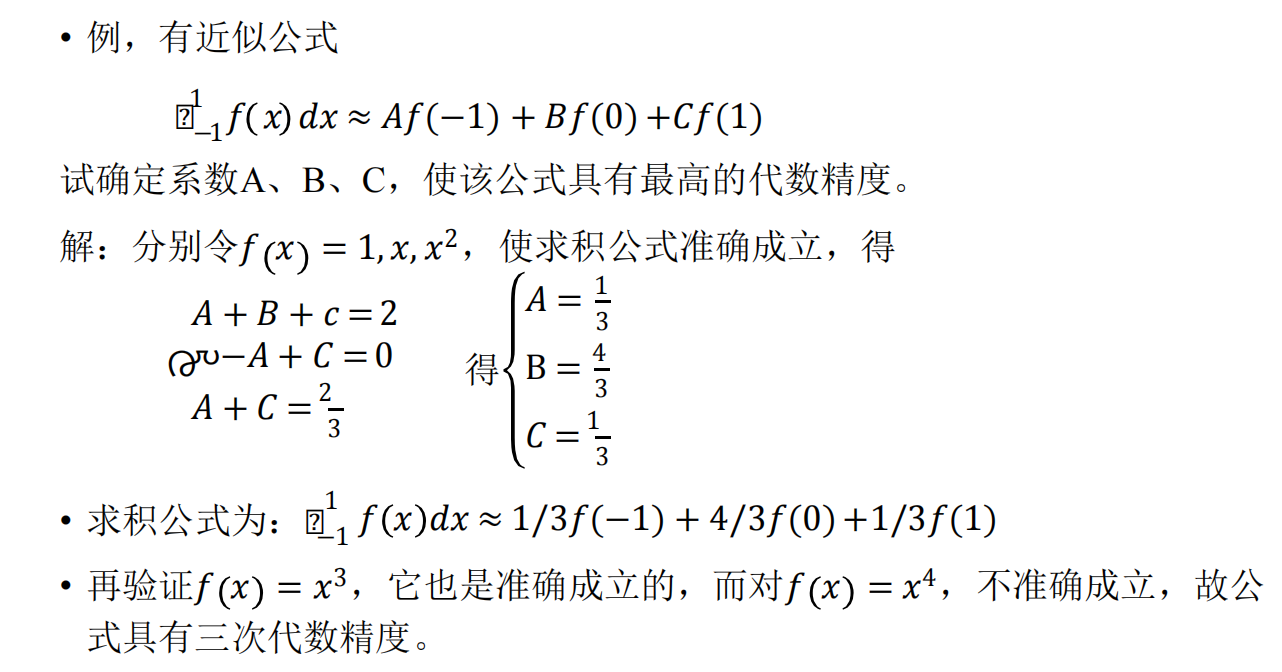 • 例，有近似公式
∫₋₁¹ f(x) dx ≈ Af(−1) + Bf(0) +Cf(1)
试确定系数A、B、C，使该公式具有最高的代数精度。
解：分别令f(x) = 1, x, x²，使求积公式准确成立，得
A + B + c = 2
−A + C = 0
A + C = 2/3
得 { A = 1/3
B = 4/3
C = 1/3
• 求积公式为：⍰₋₁¹ f(x)dx ≈ 1/3f(−1) + 4/3f(0) +1/3f(1)
• 再验证f(x) = x³，它也是准确成立的，而对f(x) = x⁴，不准确成立，故公
式具有三次代数精度。